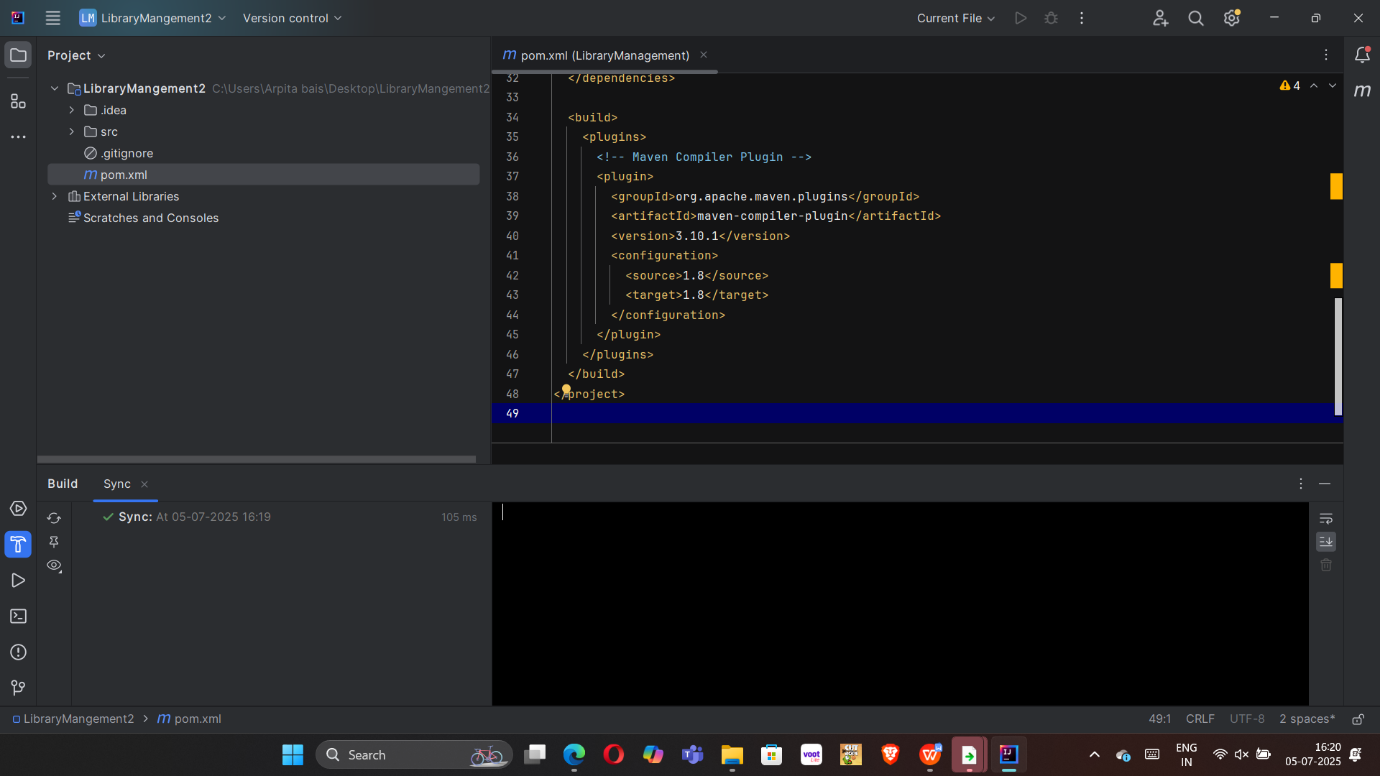 LM LibraryMangement2 Version control Current File
Project
m pom.xml (LibraryManagement)
LibraryMangement2 C:\Users\Arpita bais\Desktop\LibraryMangement2
.idea
src
.gitignore
m pom.xml
External Libraries
Scratches and Consoles
4
m
32 </dependencies>
33
34 <build>
35 <plugins>
36 <!-- Maven Compiler Plugin -->
37 <plugin>
38 <groupId>org.apache.maven.plugins</groupId>
39 <artifactId>maven-compiler-plugin</artifactId>
40 <version>3.10.1</version>
41 <configuration>
42 <source>1.8</source>
43 <target>1.8</target>
44 </configuration>
45 </plugin>
46 </plugins>
47 </build>
48 </project>
49
Build Sync
Sync: At 05-07-2025 16:19 105 ms
LibraryMangement2 > m pom.xml 49:1 CRLF UTF-8 2 spaces*
Search
voot
ENG
IN
16:20
05-07-2025